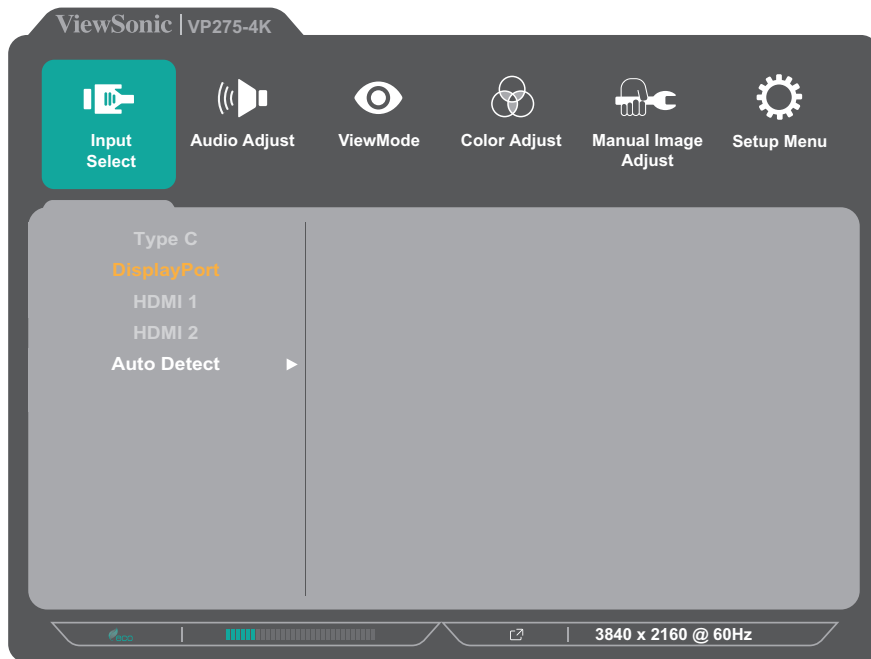 ViewSonic | VP275-4K
Input Select
Audio Adjust
ViewMode
Color Adjust
Manual Image Adjust
Setup Menu
Type C
DisplayPort
HDMI 1
HDMI 2
Auto Detect
eco
3840 x 2160 @ 60Hz